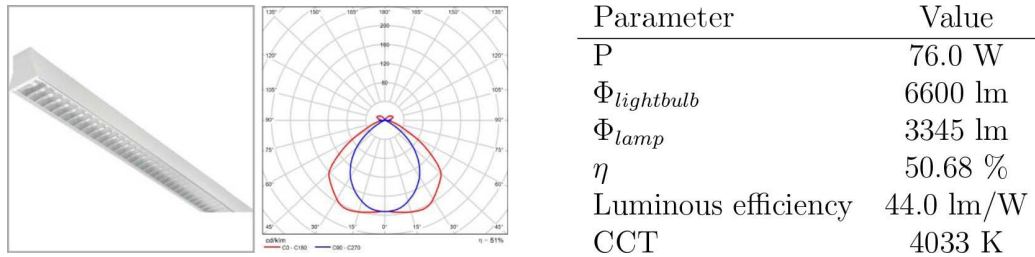 135° 150° 165° 180° 165° 150° 135°
200
160
120° 120°
120
80
105° 105°
90° 90°
75° 75°
60° 60°
45° 30° 15° 0° 15° 30° 45°
cd/klm η = 51%
C0 - C180 C90 - C270
Parameter Value
P 76.0 W
Φlightbulb 6600 lm
Φlamp 3345 lm
η 50.68 %
Luminous efficiency 44.0 lm/W
CCT 4033 K